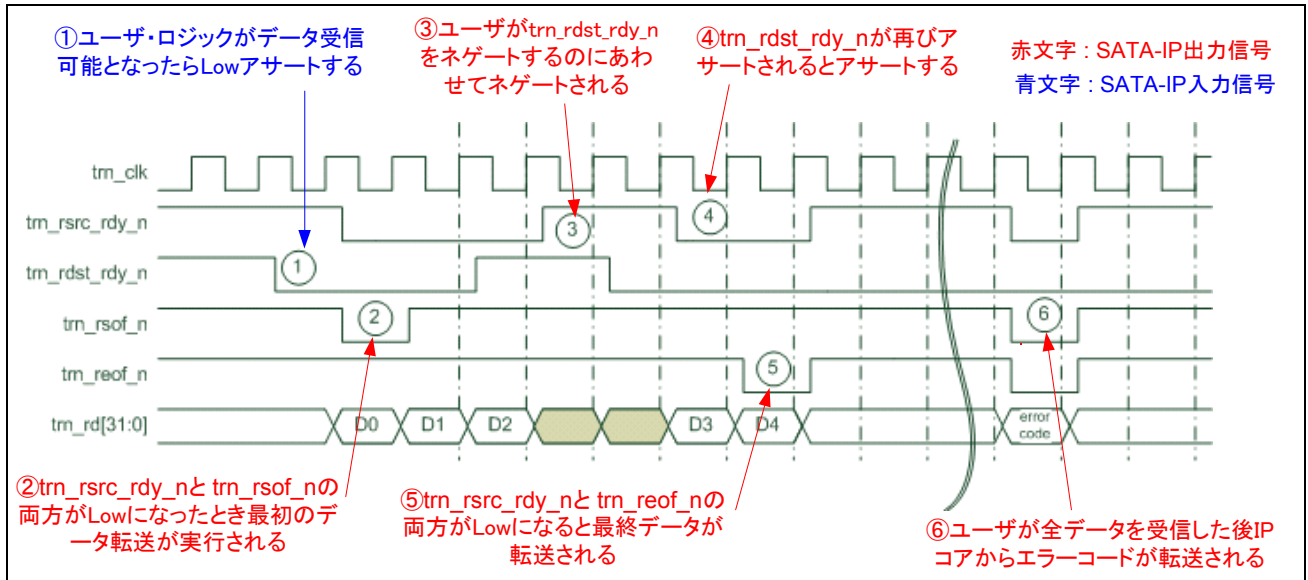 ①ユーザ・ロジックがデータ受信
可能となったらLowアサートする
③ユーザがtrn_rdst_rdy_n
をネゲートするのにあわ
せてネゲートされる
④trn_rdst_rdy_nが再びア
サートされるとアサートする
赤文字 : SATA-IP出力信号
青文字 : SATA-IP入力信号
trn_clk
trn_rsrc_rdy_n
3
4
trn_rdst_rdy_n
1
trn_rsof_n
2
6
trn_reof_n
5
trn_rd[31:0]
D0
D1
D2
D3
D4
error
code
②trn_rsrc_rdy_nと trn_rsof_nの
両方がLowになったとき最初のデ
ータ転送が実行される
⑤trn_rsrc_rdy_nと trn_reof_nの
両方がLowになると最終データが
転送される
⑥ユーザが全データを受信した後IP
コアからエラーコードが転送される